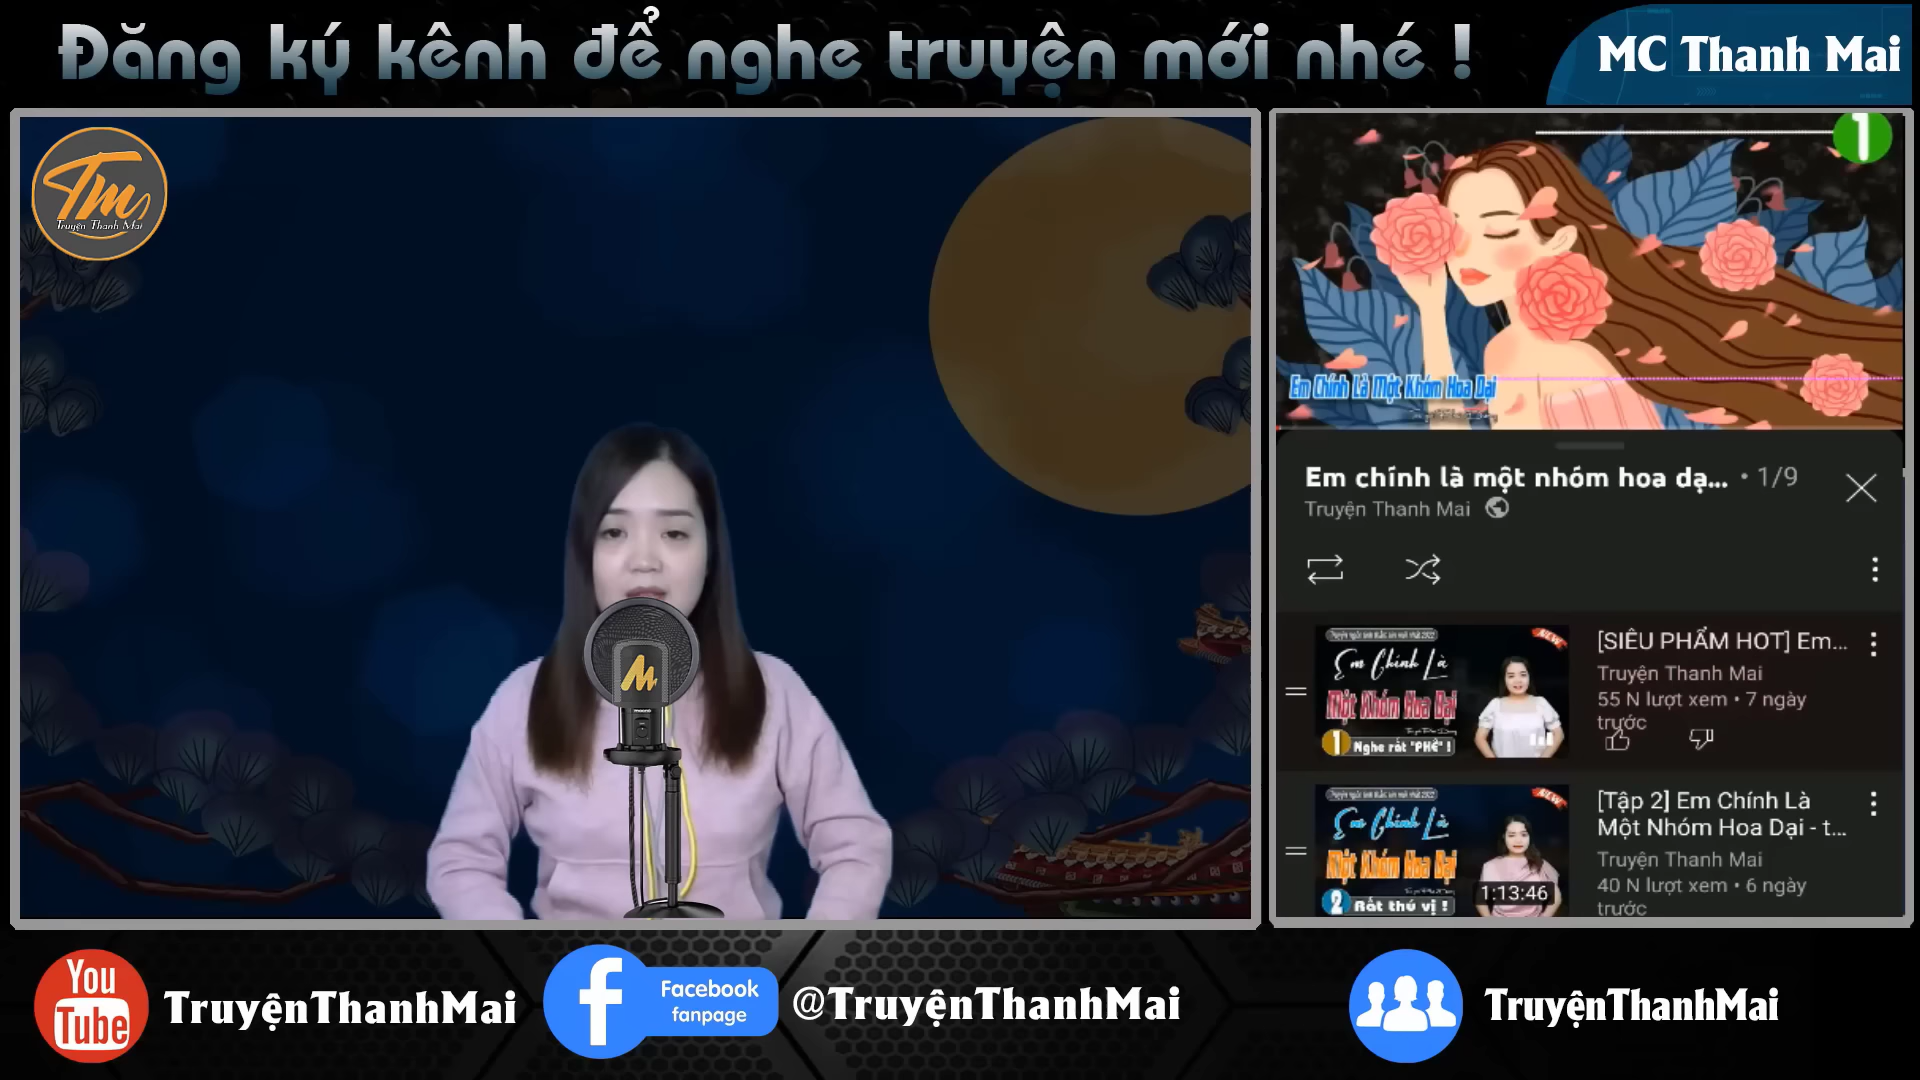 Đăng ký kênh để nghe truyện mới nhé !
MC Thanh Mai
TM
Truyện Thanh Mai
1
Em Chính Là Một Khóm Hoa Dại
Em chính là một nhóm hoa dạ... • 1/9
Truyện Thanh Mai
Em Chính Là
Một Khóm Hoa Dại
1 Nghe rất "PHÊ" !
NEW
[SIÊU PHẨM HOT] Em...
Truyện Thanh Mai
55 N lượt xem • 7 ngày
trước
Em Chính Là
Một Khóm Hoa Dại
2 Rất thú vị !
NEW
1:13:46
[Tập 2] Em Chính Là
Một Nhóm Hoa Dại - t...
Truyện Thanh Mai
40 N lượt xem • 6 ngày
trước
You
Tube
TruyệnThanhMai
f
Facebook
fanpage
@TruyệnThanhMai
TruyệnThanhMai